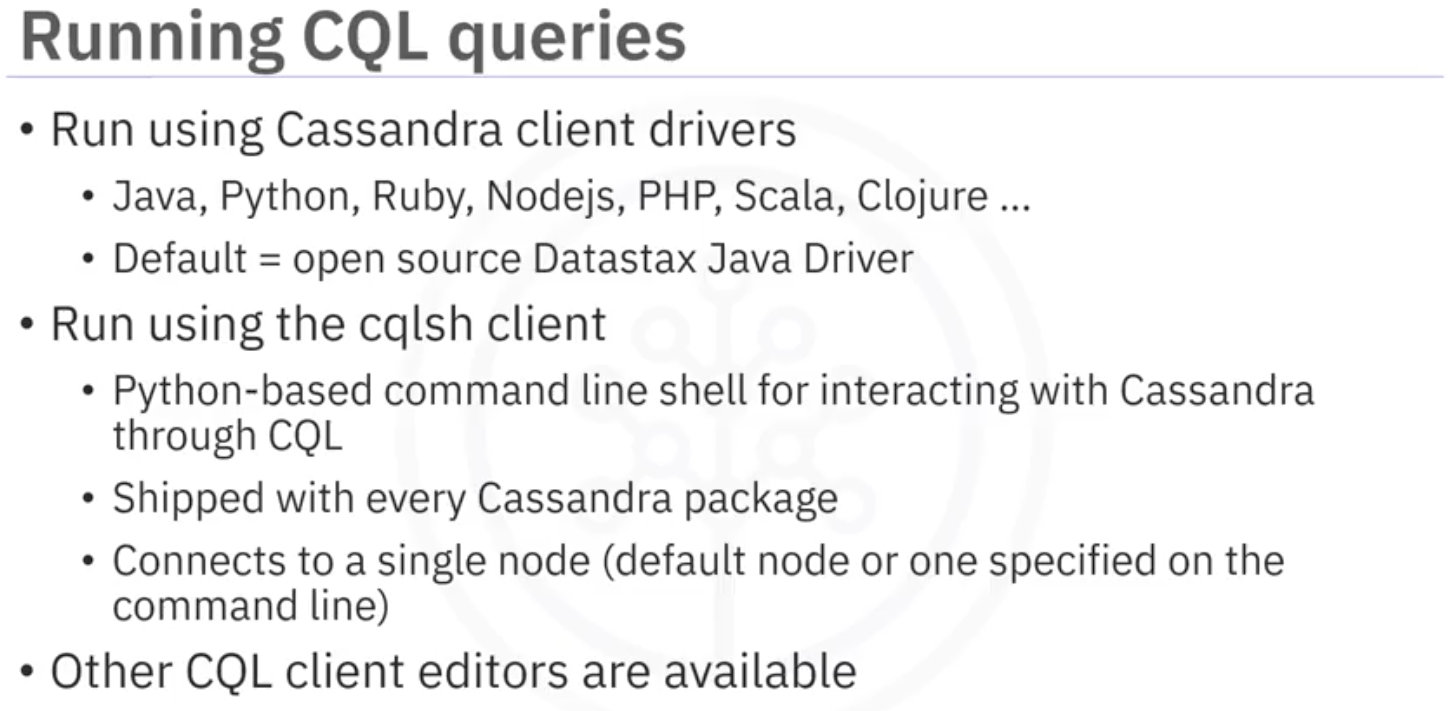 Running CQL queries
• Run using Cassandra client drivers
• Java, Python, Ruby, Nodejs, PHP, Scala, Clojure ...
• Default = open source Datastax Java Driver
• Run using the cqlsh client
• Python-based command line shell for interacting with Cassandra
through CQL
• Shipped with every Cassandra package
• Connects to a single node (default node or one specified on the
command line)
• Other CQL client editors are available